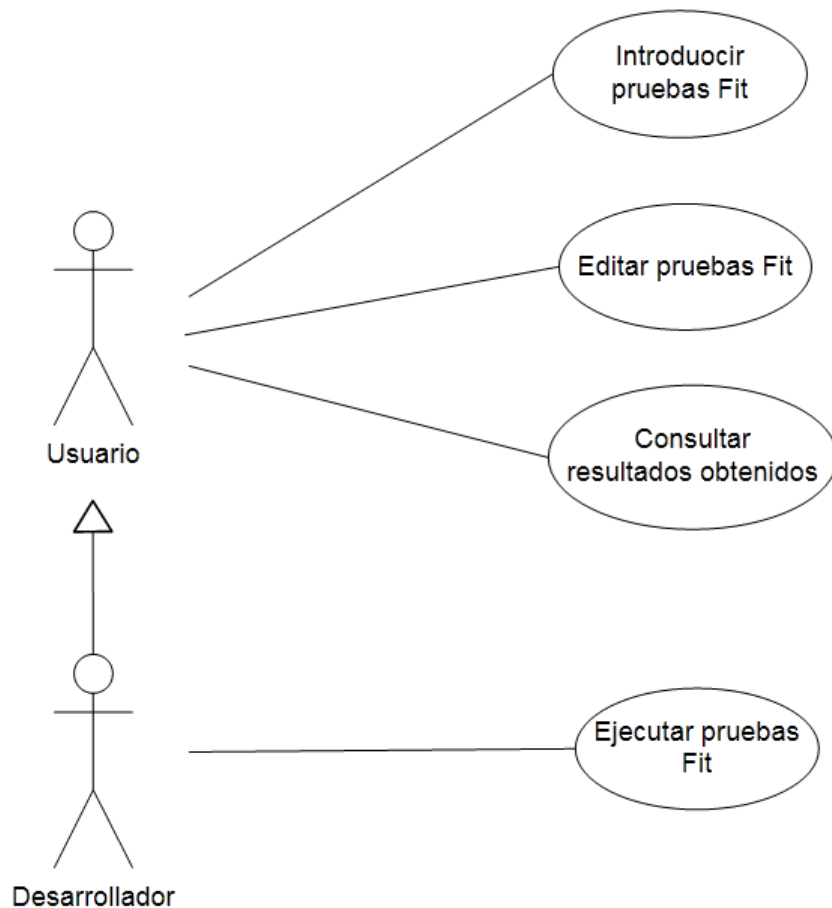 Introduocir
pruebas Fit
Editar pruebas Fit
Consultar
resultados obtenidos
Usuario
Ejecutar pruebas
Fit
Desarrollador